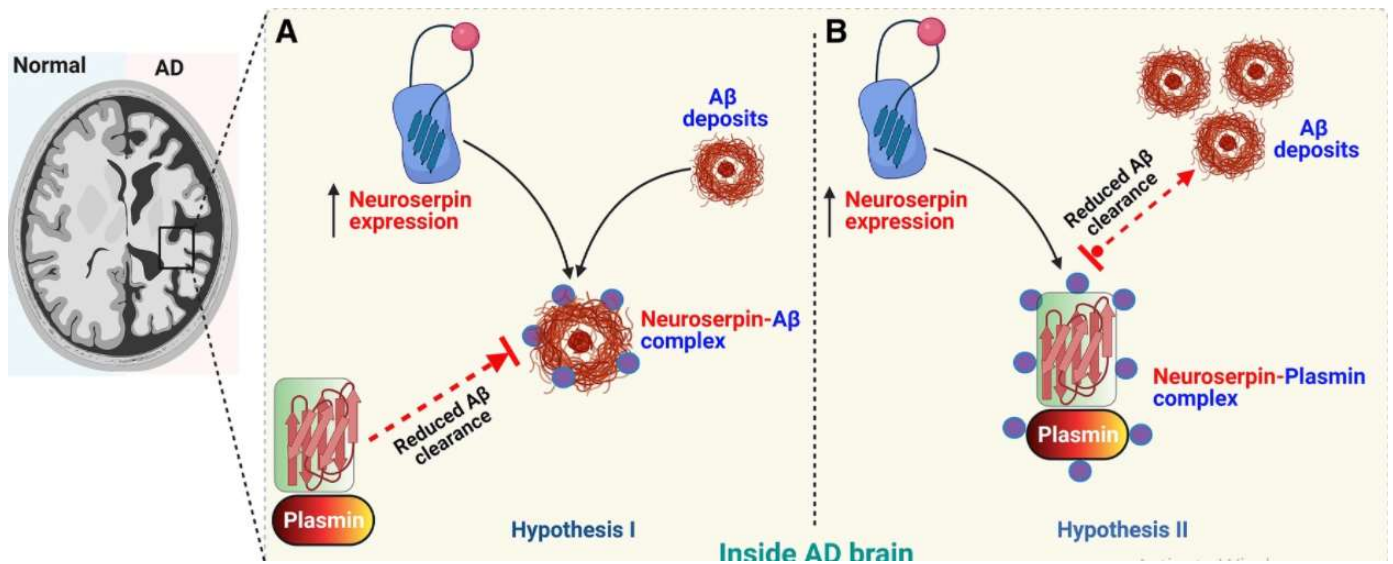 Normal AD
A
Neuroserpin
expression
Aβ
deposits
Neuroserpin-Aβ
complex
Reduced Aβ
clearance
Plasmin
Hypothesis I
B
Neuroserpin
expression
Aβ
deposits
Reduced Aβ
clearance
Neuroserpin-Plasmin
complex
Plasmin
Hypothesis II
Inside AD brain